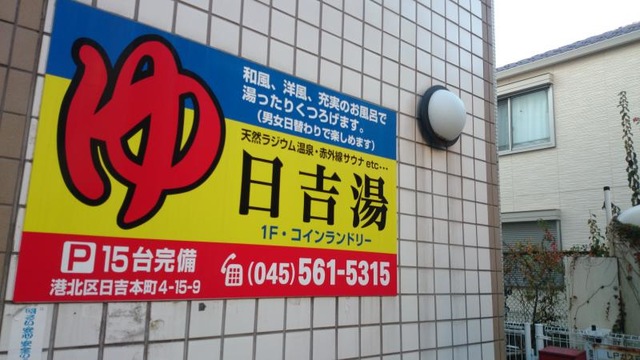 ゆ
和風、洋風、充実のお風呂で
湯ったりくつろげます。
(男女日替わりで楽しめます)
天然ラジウム温泉・赤外線サウナ etc…
日吉湯
1F・コインランドリー
P 15台完備
港北区日吉本町4-15-9
(045)561-5315